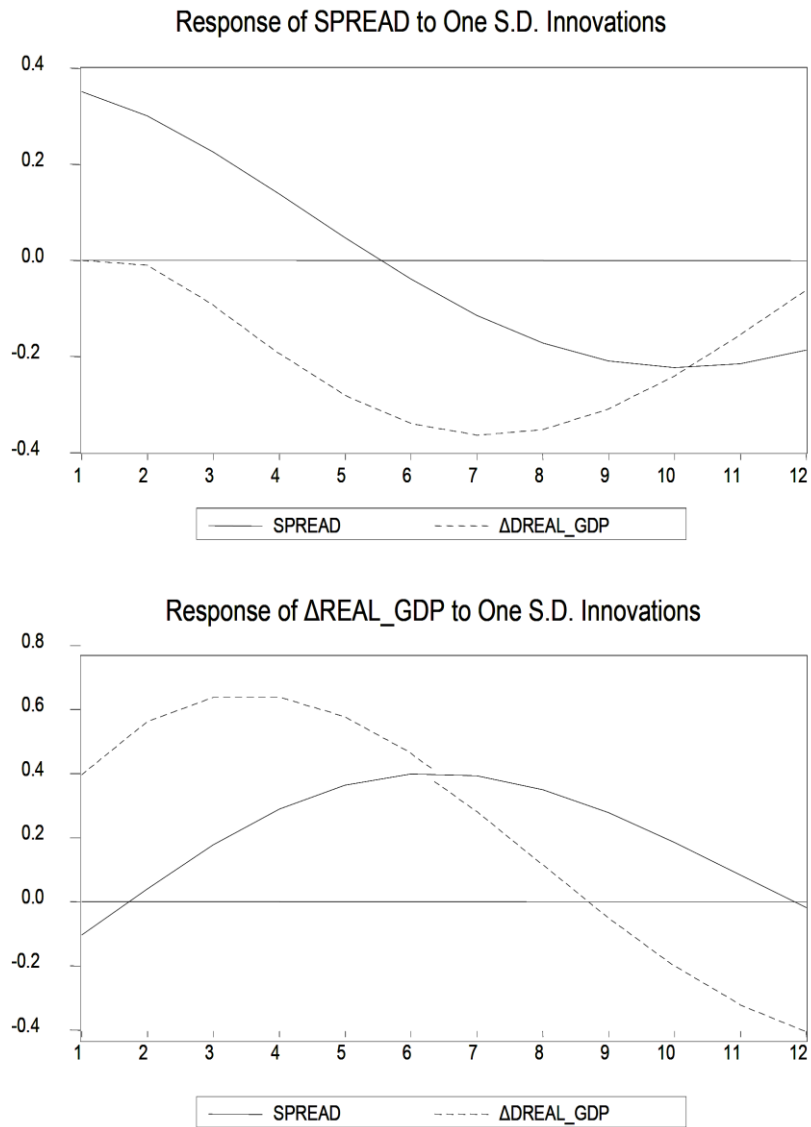 Response of SPREAD to One S.D. Innovations
0.4
0.2
0.0
-0.2
-0.4
1 2 3 4 5 6 7 8 9 10 11 12
SPREAD ΔDREAL_GDP
Response of ΔREAL_GDP to One S.D. Innovations
0.8
0.6
0.4
0.2
0.0
-0.2
-0.4
1 2 3 4 5 6 7 8 9 10 11 12
SPREAD ΔDREAL_GDP